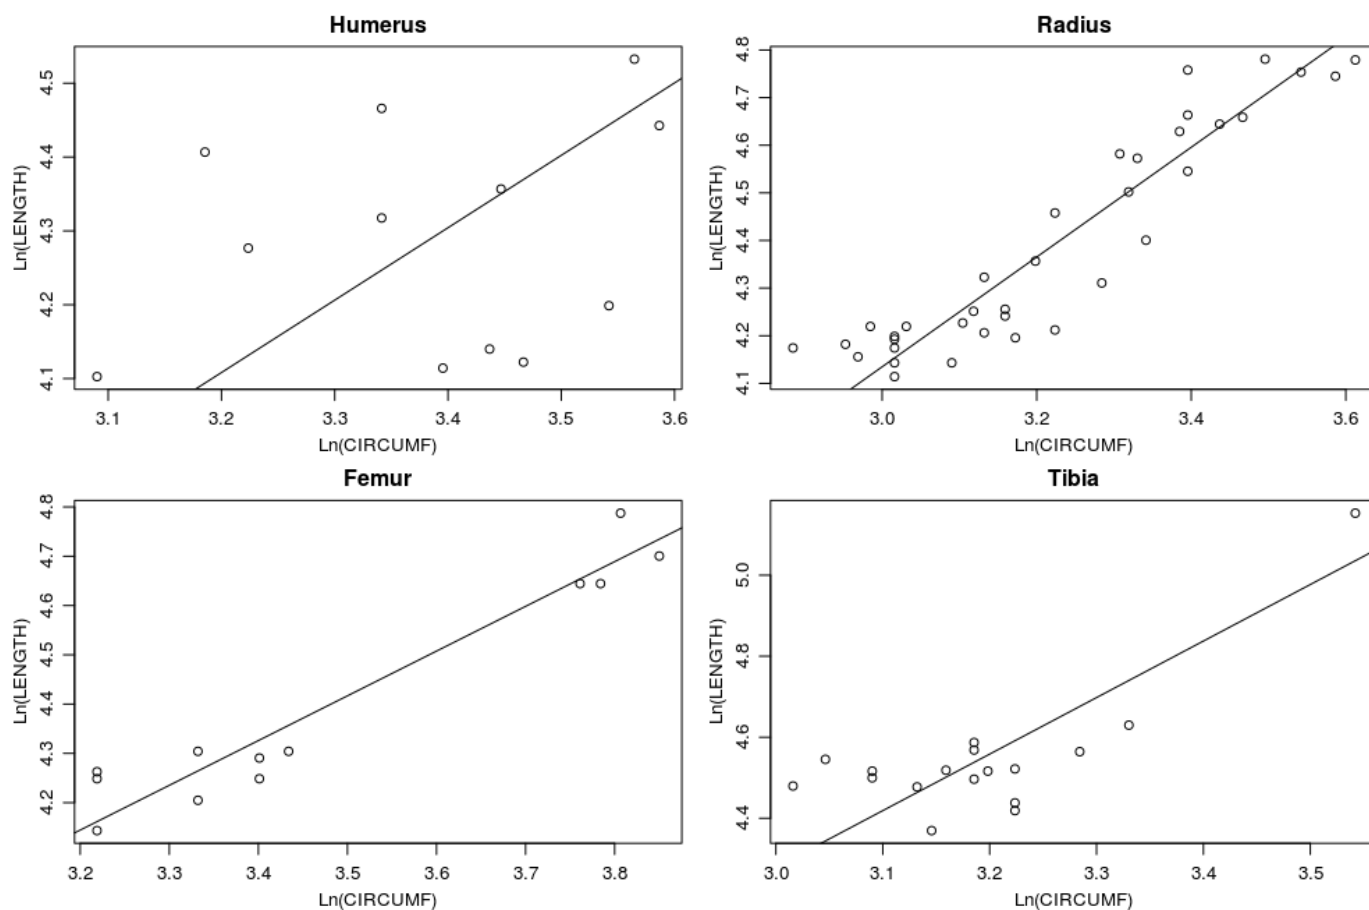 Humerus
Ln(LENGTH)
4.5
4.4
4.3
4.2
4.1
3.1 3.2 3.3 3.4 3.5 3.6
Ln(CIRCUMF)
Radius
Ln(LENGTH)
4.8
4.7
4.6
4.5
4.4
4.3
4.2
4.1
3.0 3.2 3.4 3.6
Ln(CIRCUMF)
Femur
Ln(LENGTH)
4.8
4.7
4.6
4.5
4.4
4.3
4.2
3.2 3.3 3.4 3.5 3.6 3.7 3.8
Ln(CIRCUMF)
Tibia
Ln(LENGTH)
5.0
4.8
4.6
4.4
3.0 3.1 3.2 3.3 3.4 3.5
Ln(CIRCUMF)